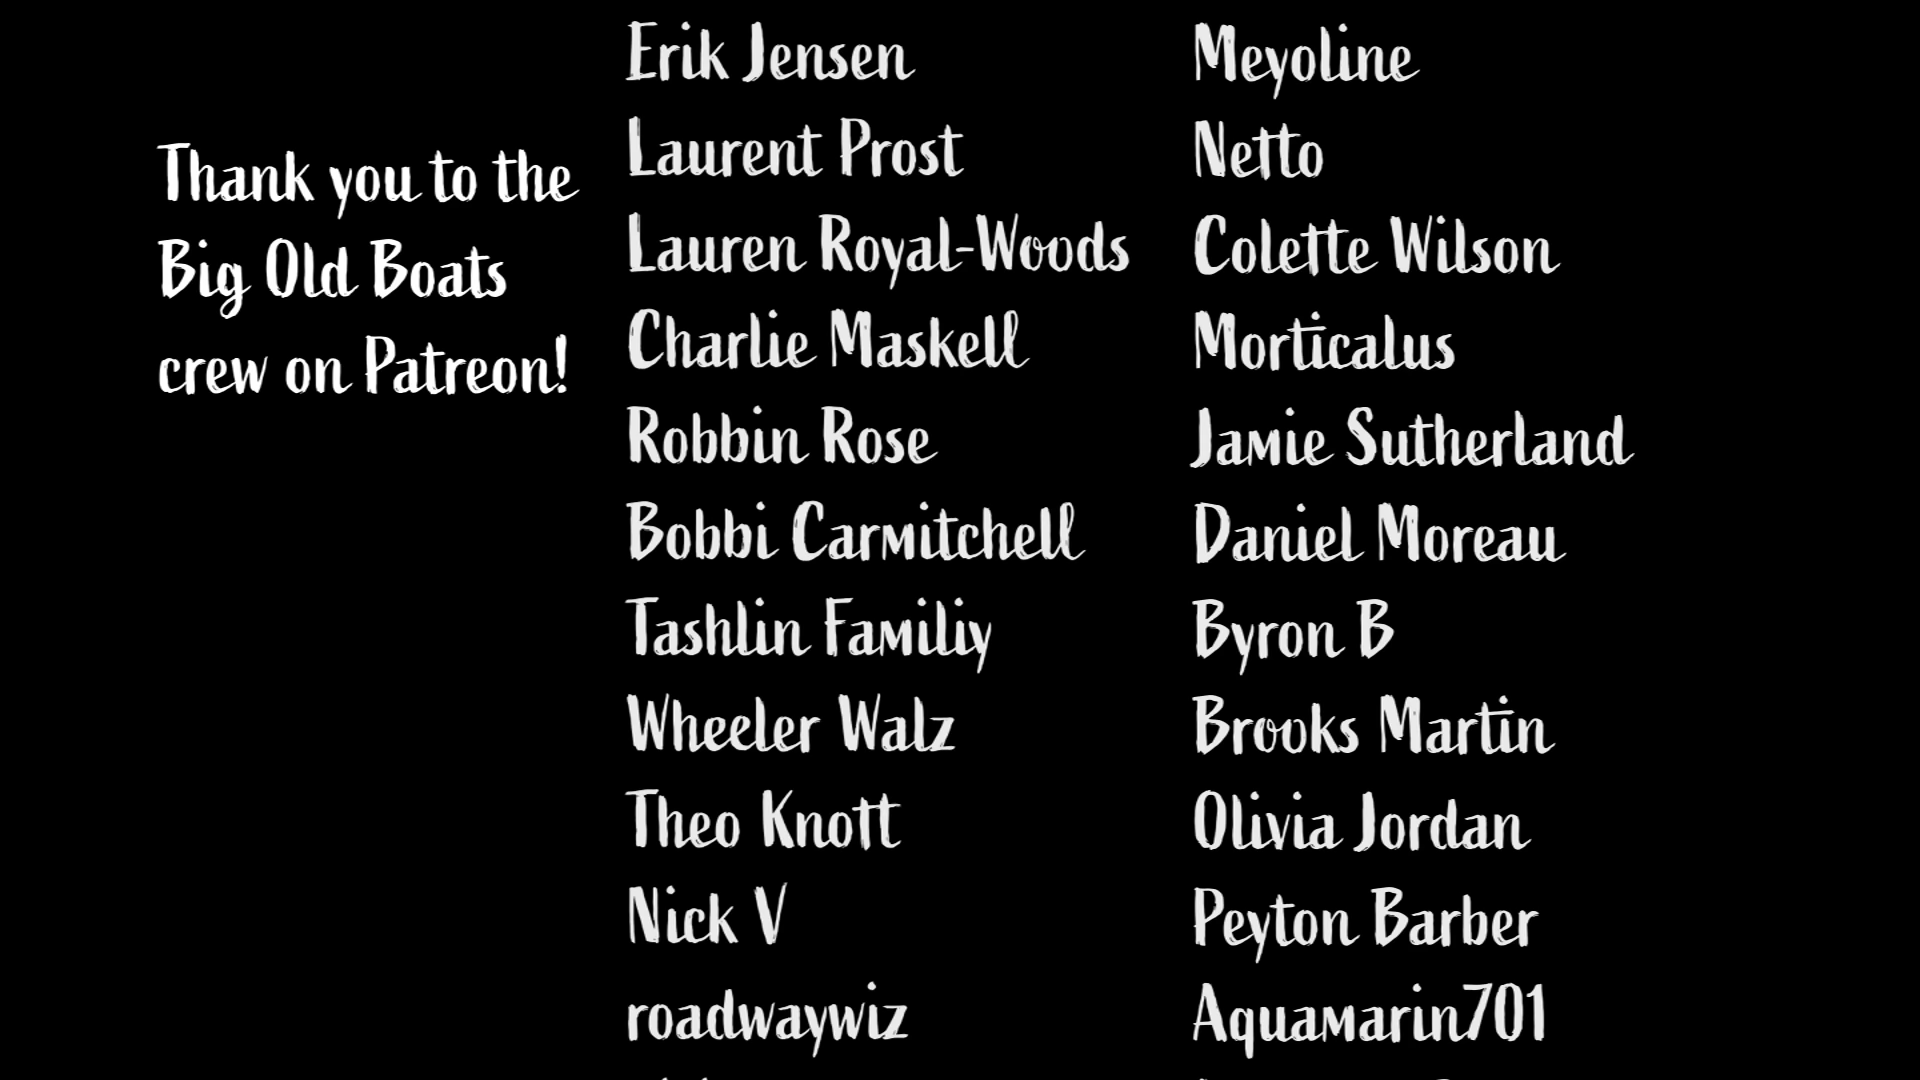 Thank you to the
Big Old Boats
crew on Patreon!
Erik Jensen
Laurent Prost
Lauren Royal-Woods
Charlie Maskell
Robbin Rose
Bobbi Carmitchell
Tashlin Familiy
Wheeler Walz
Theo Knott
Nick V
roadwaywiz
Meyoline
Netto
Colette Wilson
Morticalus
Jamie Sutherland
Daniel Moreau
Byron B
Brooks Martin
Olivia Jordan
Peyton Barber
Aquamarin701